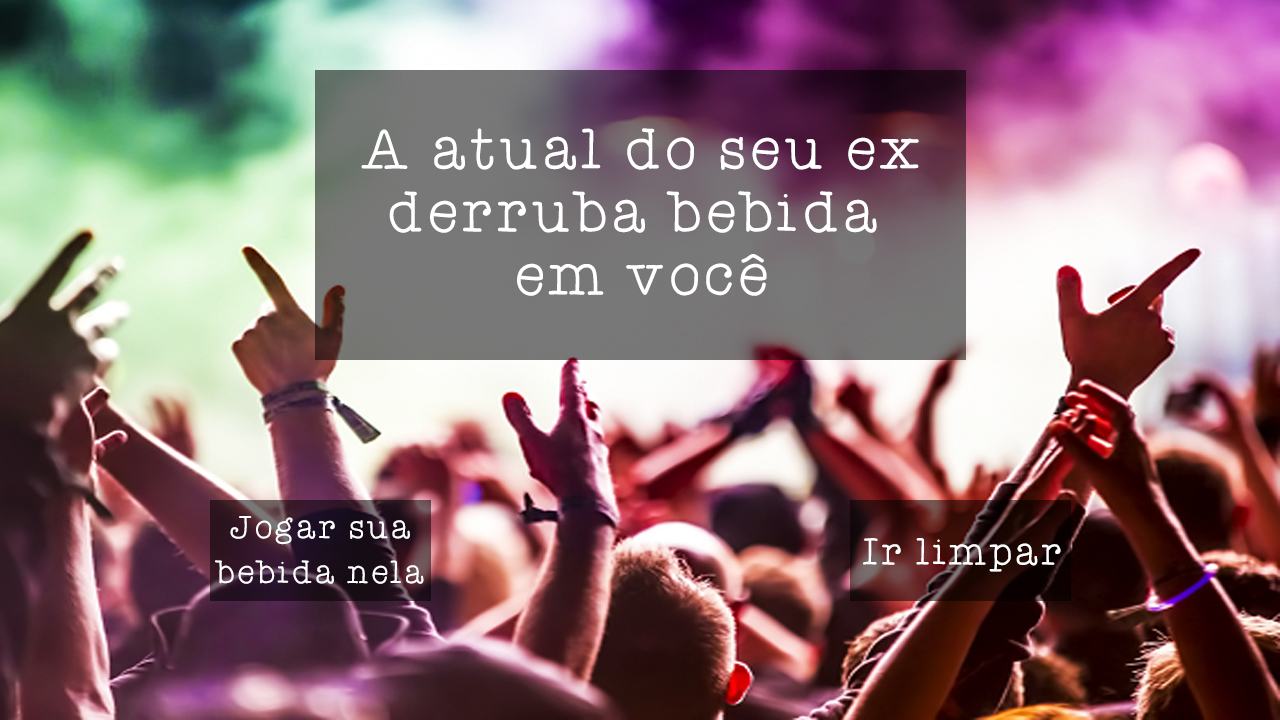 A atual do seu ex
derruba bebida
em você
Jogar sua
bebida nela
Ir limpar